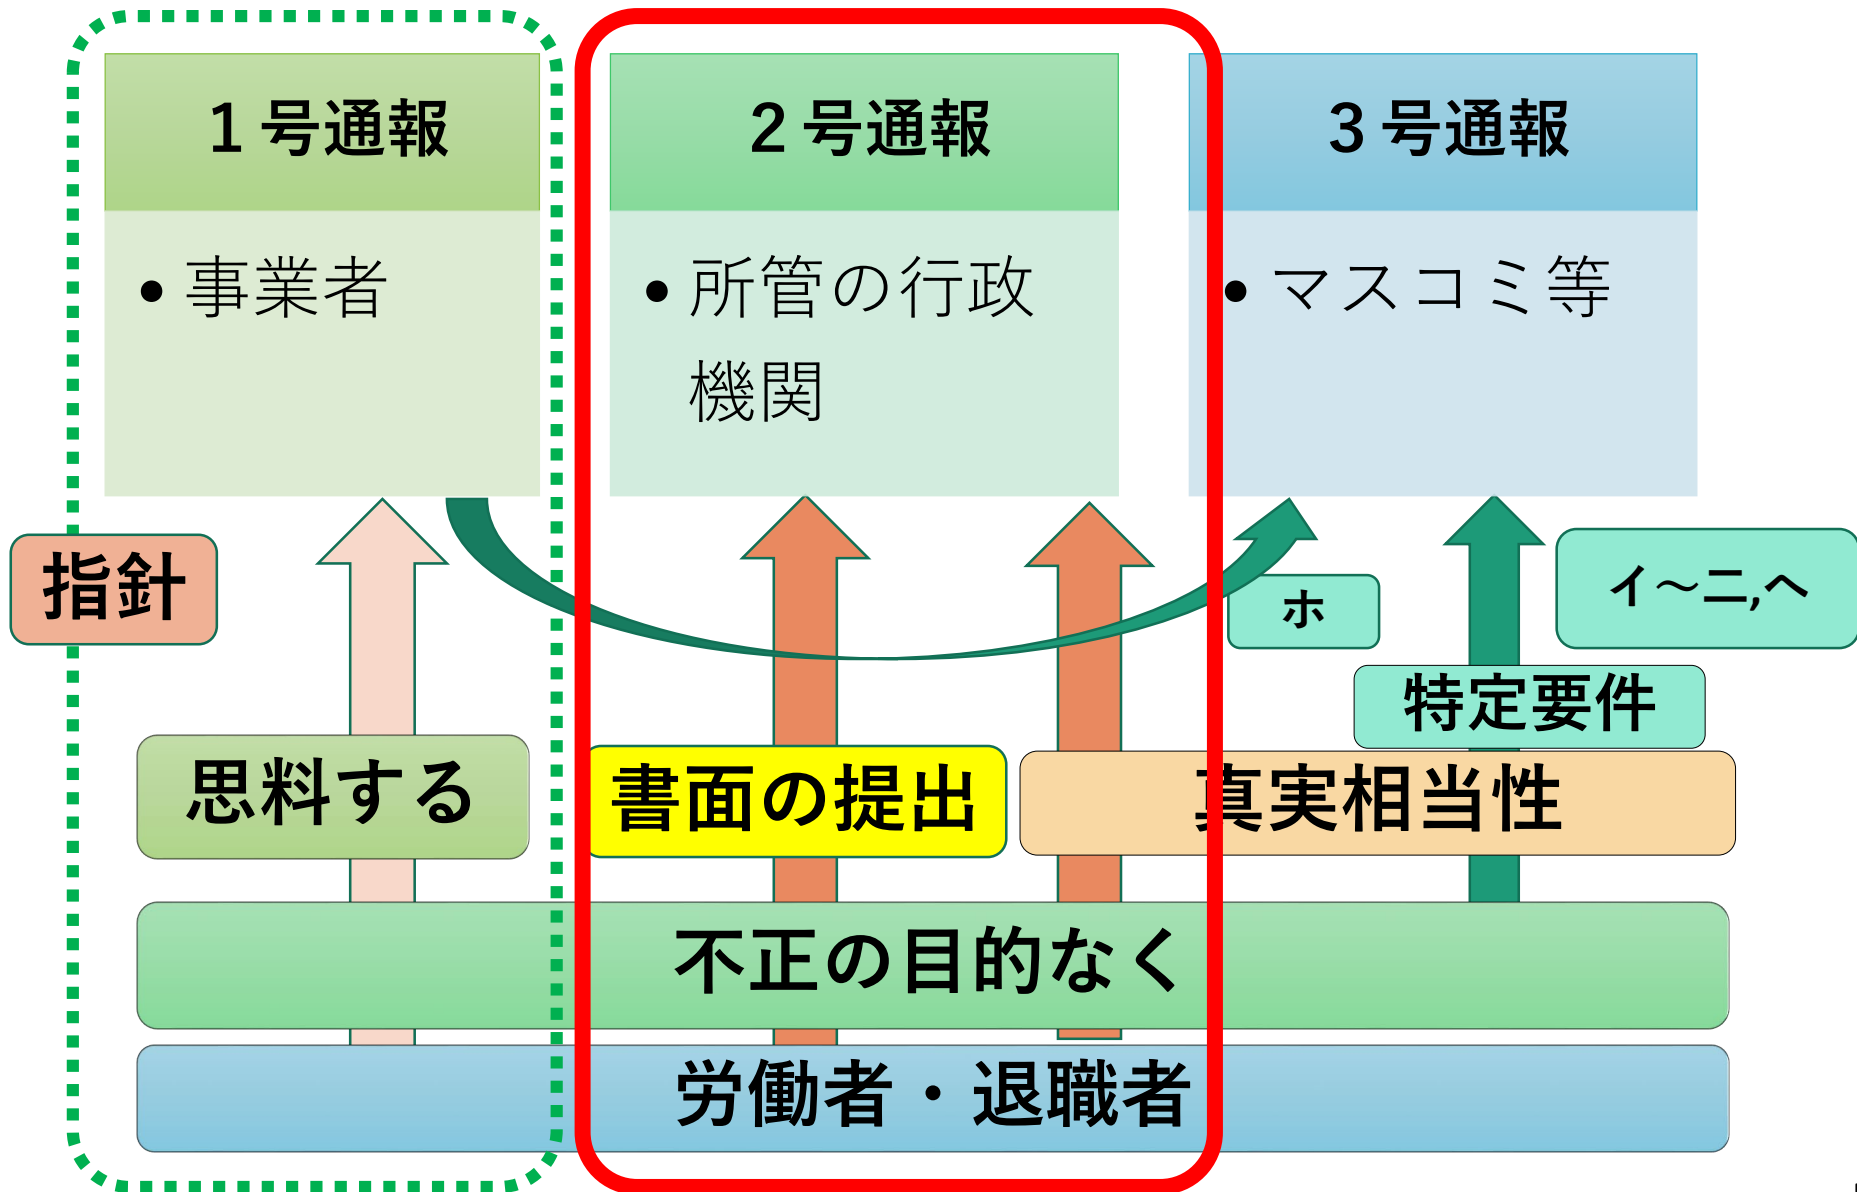 1号通報
2号通報
3号通報
• 事業者
• 所管の行政
機関
• マスコミ等
指針
ホ
イ～ニ,ヘ
特定要件
思料する
書面の提出
真実相当性
不正の目的なく
労働者・退職者